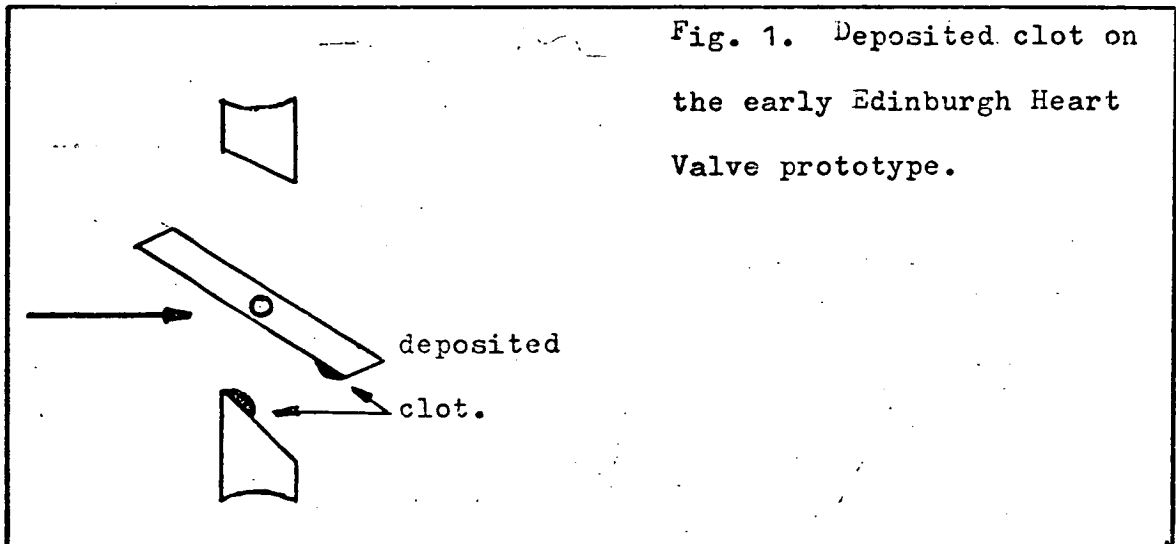 Fig. 1. Deposited clot on
the early Edinburgh Heart
Valve prototype.
deposited
clot.